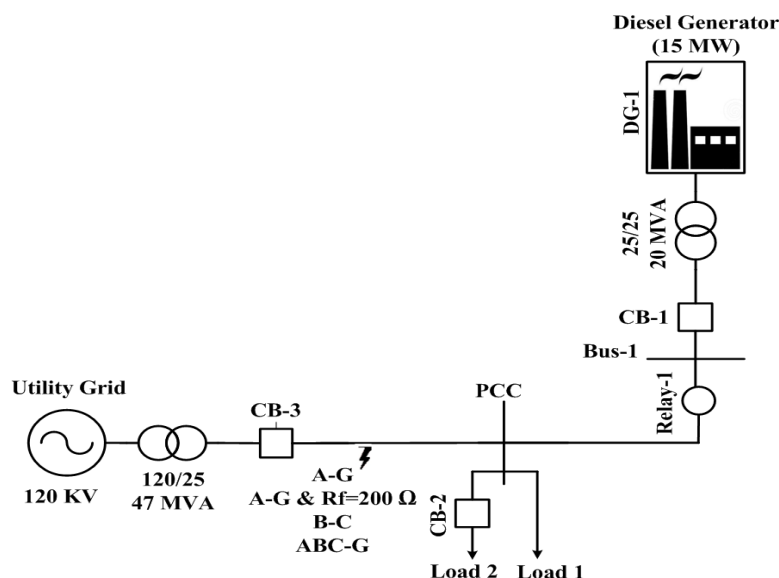 Diesel Generator
(15 MW)
DG-1
25/25
20 MVA
CB-1
Bus-1
Relay-1
PCC
Utility Grid
CB-3
120/25
47 MVA
120 KV
A-G
A-G & Rf=200 Ω
B-C
ABC-G
CB-2
Load 2
Load 1